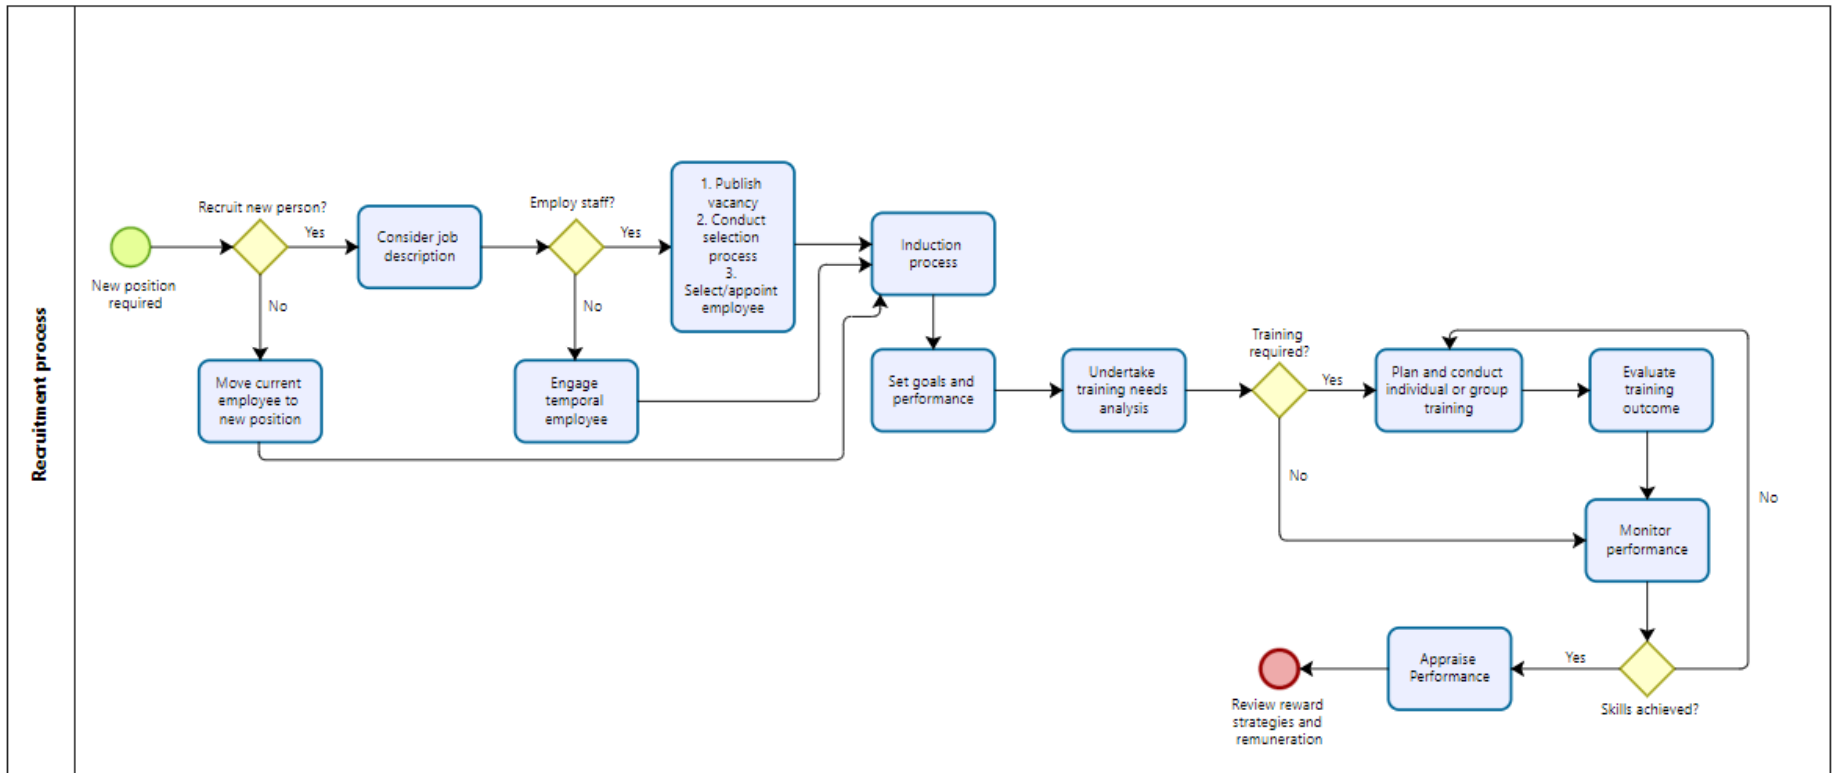 Recruitment process
New position
required
Recruit new person?
Yes
No
Move current
employee to
new position
Consider job
description
Employ staff?
Yes
No
Engage
temporal
employee
1. Publish
vacancy
2. Conduct
selection
process
3.
Select/appoint
employee
Induction
process
Set goals and
performance
Undertake
training needs
analysis
Training
required?
Yes
No
Plan and conduct
individual or group
training
Evaluate
training
outcome
No
Monitor
performance
Skills achieved?
Yes
Appraise
Performance
Review reward
strategies and
remuneration